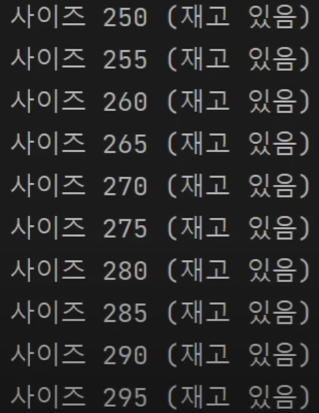 사이즈 250 (재고 있음)
사이즈 255 (재고 있음)
사이즈 260 (재고 있음)
사이즈 265 (재고 있음)
사이즈 270 (재고 있음)
사이즈 275 (재고 있음)
사이즈 280 (재고 있음)
사이즈 285 (재고 있음)
사이즈 290 (재고 있음)
사이즈 295 (재고 있음)